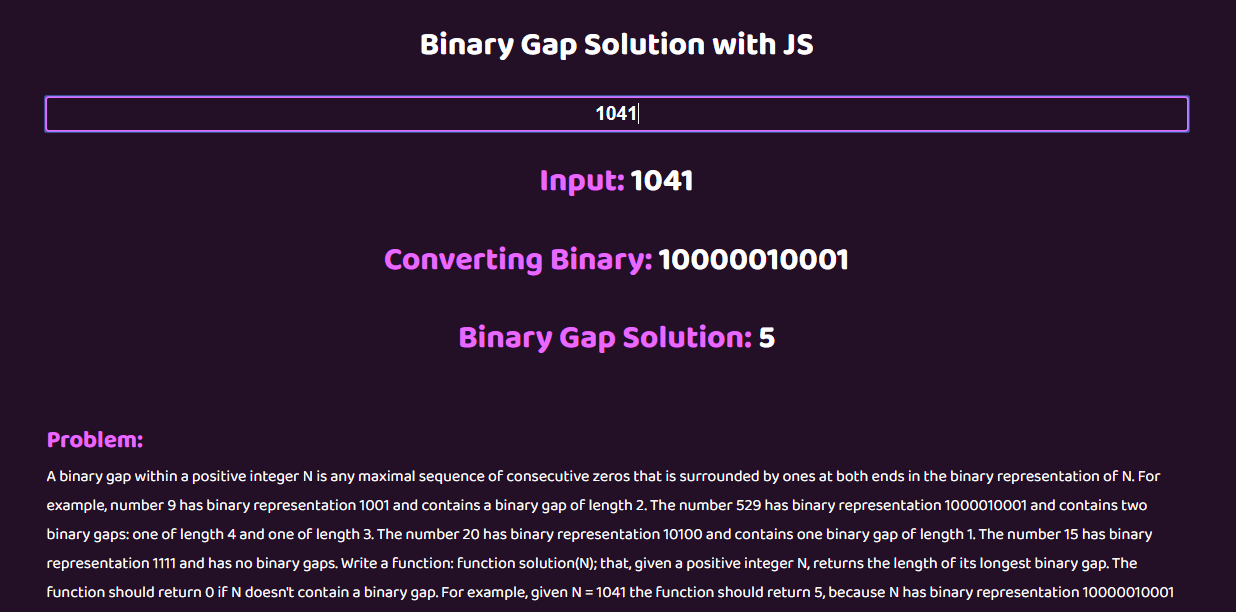 Binary Gap Solution with JS
1041
Input: 1041
Converting Binary: 10000010001
Binary Gap Solution: 5
Problem:
A binary gap within a positive integer N is any maximal sequence of consecutive zeros that is surrounded by ones at both ends in the binary representation of N. For
example, number 9 has binary representation 1001 and contains a binary gap of length 2. The number 529 has binary representation 1000010001 and contains two
binary gaps: one of length 4 and one of length 3. The number 20 has binary representation 10100 and contains one binary gap of length 1. The number 15 has binary
representation 1111 and has no binary gaps. Write a function: function solution(N); that, given a positive integer N, returns the length of its longest binary gap. The
function should return 0 if N doesn't contain a binary gap. For example, given N = 1041 the function should return 5, because N has binary representation 10000010001